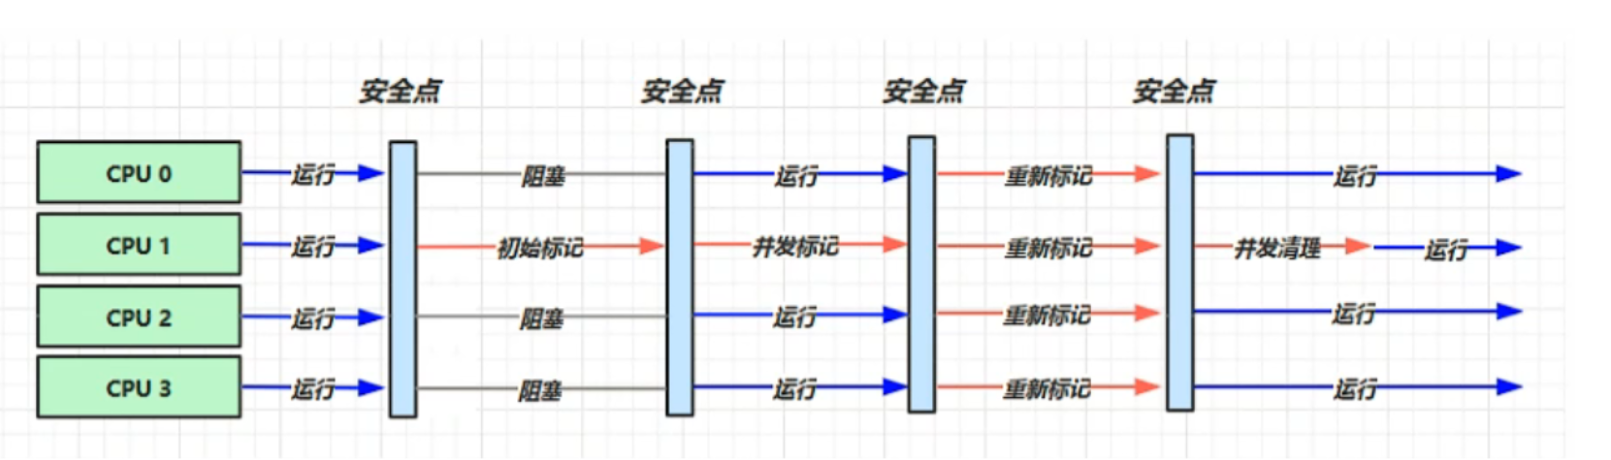 安全点 安全点 安全点 安全点
CPU 0 运行 阻塞 运行 重新标记 运行
CPU 1 运行 初始标记 并发标记 重新标记 并发清理 运行
CPU 2 运行 阻塞 运行 重新标记 运行
CPU 3 运行 阻塞 运行 重新标记 运行